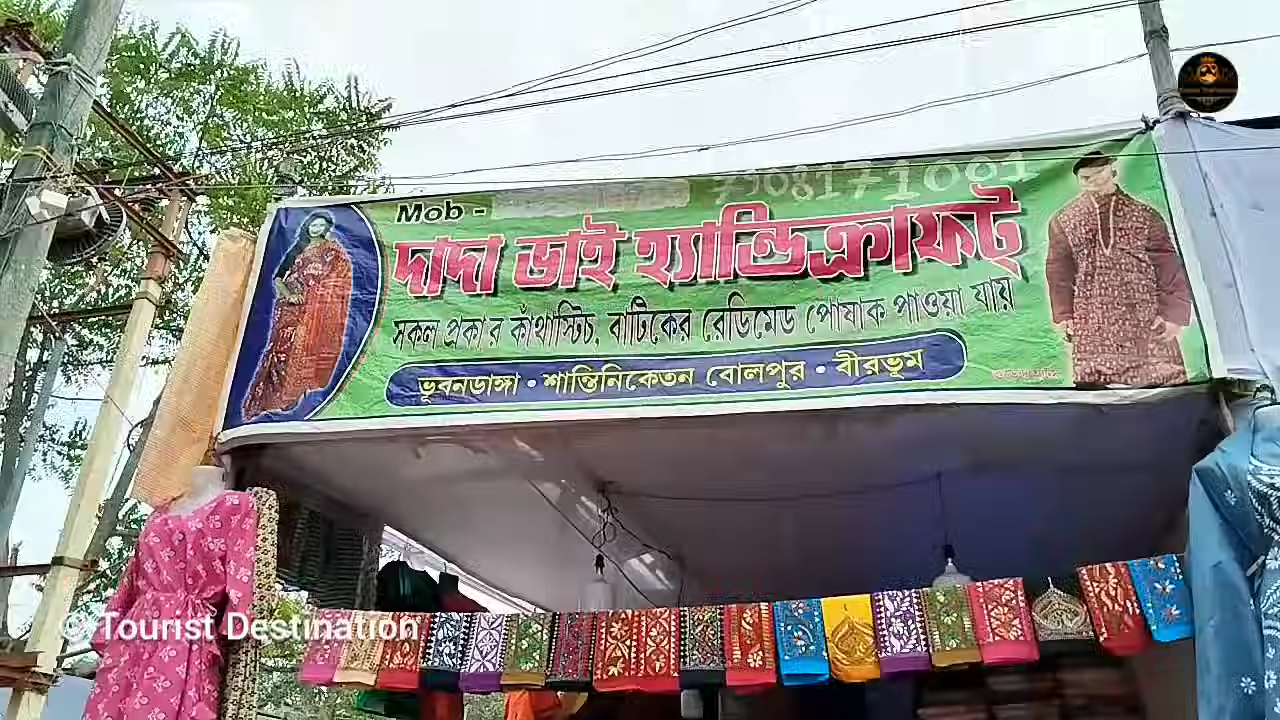 Mob -
দাদা ভাই হ্যান্ডিক্রাফট্
সকল প্রকার কাঁথাস্টিচ, বাটিকের রেডিমেড পোষাক পাওয়া যায়
ভূবনডাঙ্গা • শান্তিনিকেতন বোলপুর • বীরভূম
© Tourist Destination